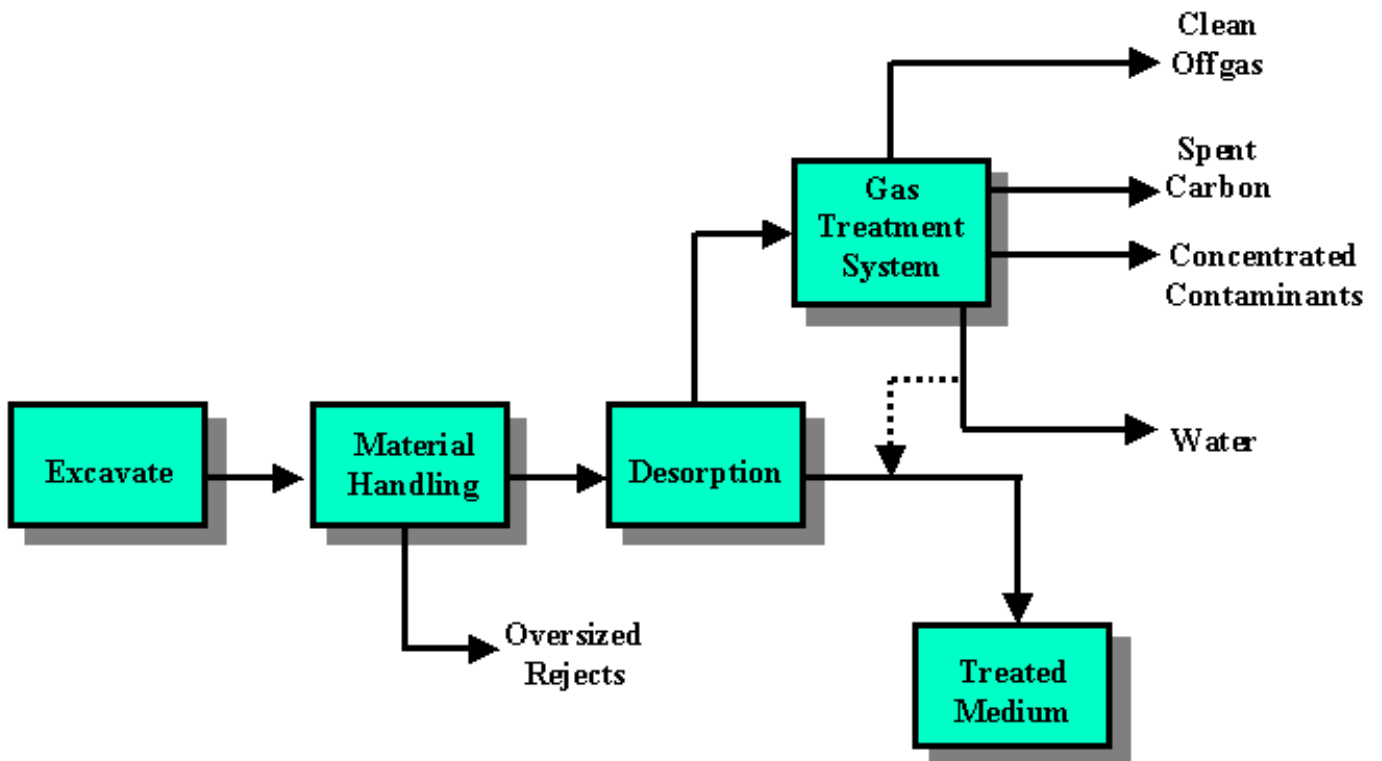 Clean
Offgas
Spent
Carbon
Gas
Treatment
System
Concentrated
Contaminants
Excavate
Material
Handling
Desorption
Water
Oversized
Rejects
Treated
Medium